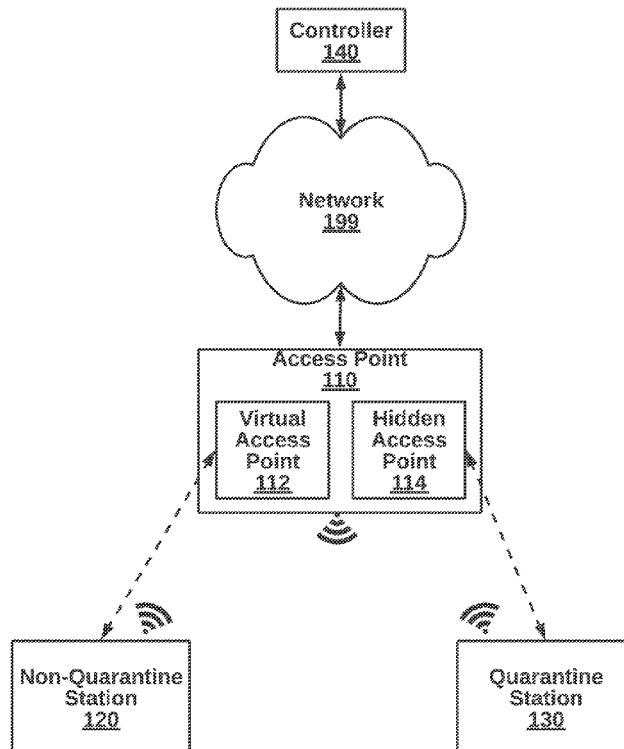 Controller
140
Network
199
Access Point
110
Virtual
Access
Point
112
Hidden
Access
Point
114
Non-Quarantine
Station
120
Quarantine
Station
130